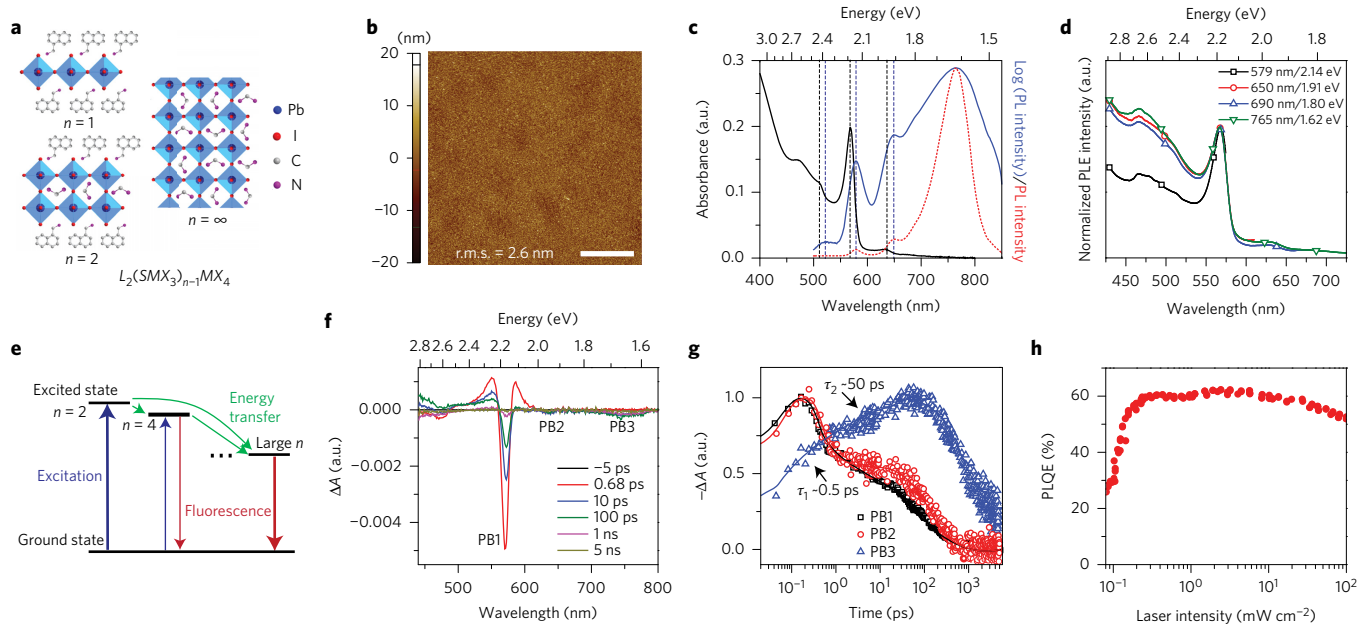 a
n = 1
n = 2
n = ∞
Pb
I
C
N
L2(SMX3)n−1MX4
b
(nm)
20
10
0
−10
−20
r.m.s. = 2.6 nm
c
Energy (eV)
3.0 2.7 2.4 2.1 1.8 1.5
Absorbance (a.u.)
0.3
0.2
0.1
0.0
400 500 600 700 800
Wavelength (nm)
Log (PL intensity)/PL intensity
d
Energy (eV)
2.8 2.6 2.4 2.2 2.0 1.8
Normalized PLE intensity (a.u.)
579 nm/2.14 eV
650 nm/1.91 eV
690 nm/1.80 eV
765 nm/1.62 eV
450 500 550 600 650 700
Wavelength (nm)
e
Excited state
n = 2
n = 4
Energy
transfer
Large n
Excitation
Fluorescence
Ground state
f
Energy (eV)
2.8 2.6 2.4 2.2 2.0 1.8 1.6
ΔA (a.u.)
0.000
−0.002
−0.004
PB1
PB2
PB3
−5 ps
0.68 ps
10 ps
100 ps
1 ns
5 ns
500 600 700 800
Wavelength (nm)
g
−ΔA (a.u.)
1.0
0.5
0.0
τ2 ~50 ps
τ1 ~0.5 ps
PB1
PB2
PB3
10−1 100 101 102 103
Time (ps)
h
PLQE (%)
60
40
20
0
10−1 100 101 102
Laser intensity (mW cm−2)